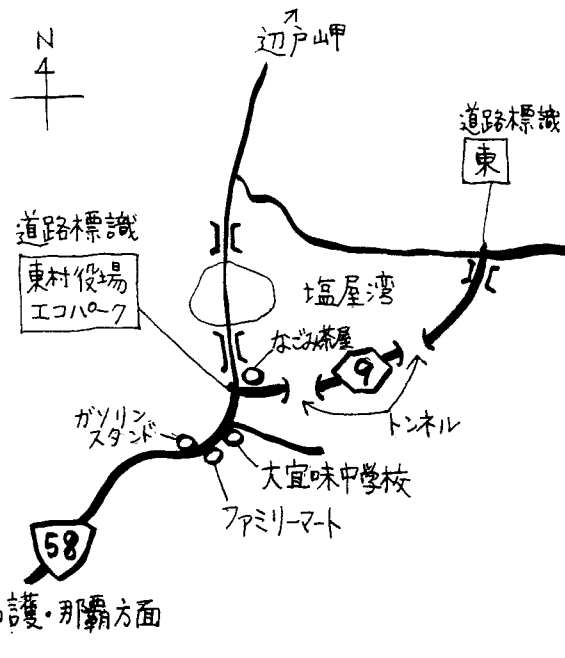 辺戸岬
N
道路標識
東
道路標識
東村役場
エコパーク
塩屋湾
なごみ茶屋
9
トンネル
ガソリン
スタンド
大宜味中学校
ファミリーマート
58
護・那覇方面